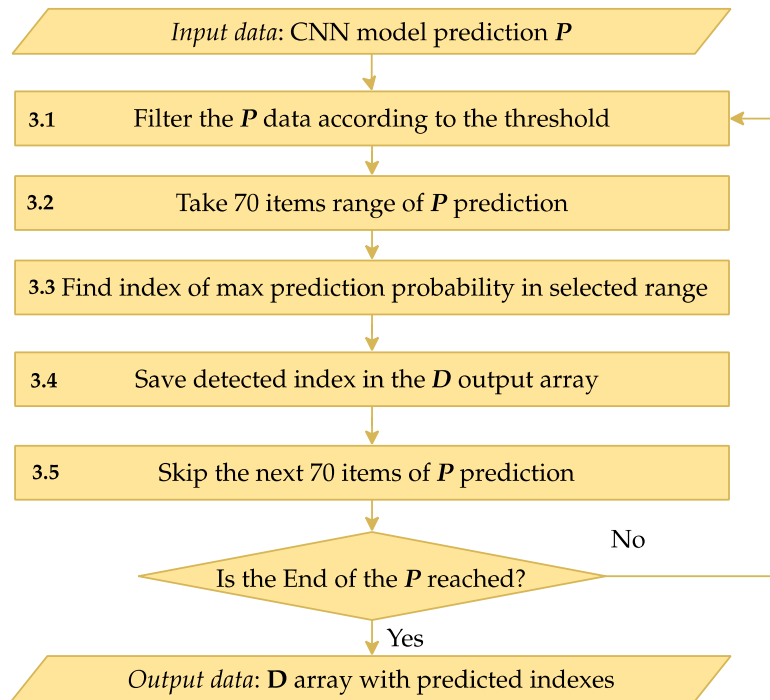 Input data: CNN model prediction P
3.1 Filter the P data according to the threshold
3.2 Take 70 items range of P prediction
3.3 Find index of max prediction probability in selected range
3.4 Save detected index in the D output array
3.5 Skip the next 70 items of P prediction
No
Is the End of the P reached?
Yes
Output data: D array with predicted indexes